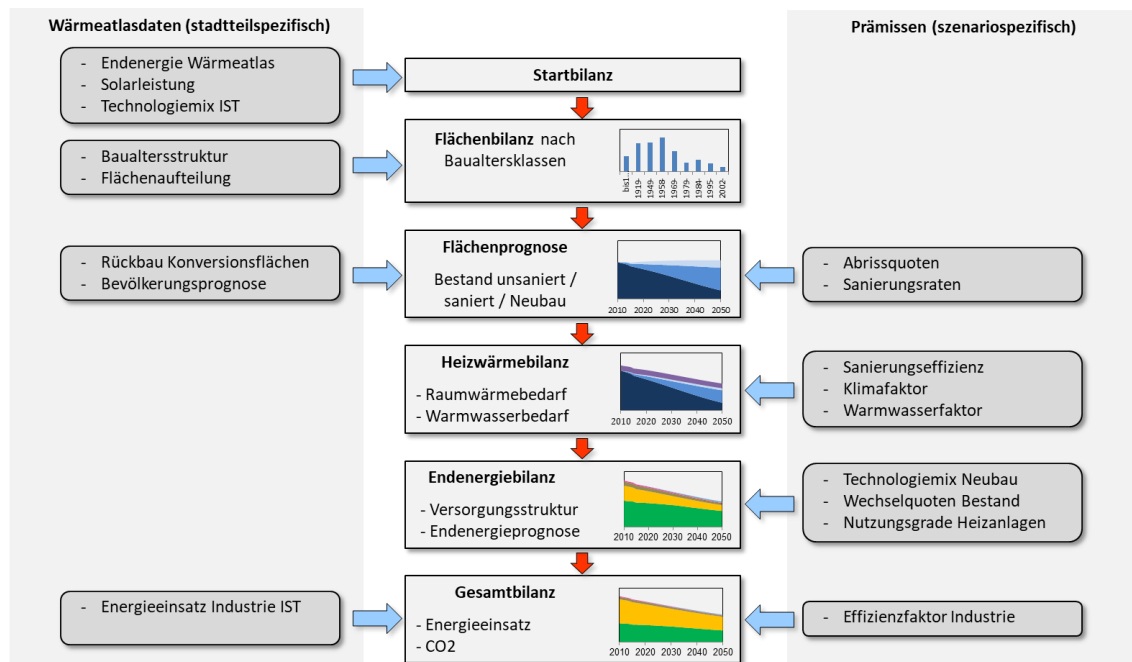 Wärmeatlasdaten (stadtteilspezifisch)
Prämissen (szenariospezifisch)
- Endenergie Wärmeatlas
- Solarleistung
- Technologiemix IST
Startbilanz
- Baualtersstruktur
- Flächenaufteilung
Flächenbilanz nach
Baualtersklassen
bis1...
1919-
1949-
1958-
1969-
1979-
1984-
1995-
2002-
- Rückbau Konversionsflächen
- Bevölkerungsprognose
Flächenprognose
Bestand unsaniert /
saniert / Neubau
2010 2020 2030 2040 2050
- Abrissquoten
- Sanierungsraten
Heizwärmebilanz
- Raumwärmebedarf
- Warmwasserbedarf
2010 2020 2030 2040 2050
- Sanierungseffizienz
- Klimafaktor
- Warmwasserfaktor
Endenergiebilanz
- Versorgungsstruktur
- Endenergieprognose
2010 2020 2030 2040 2050
- Technologiemix Neubau
- Wechselquoten Bestand
- Nutzungsgrade Heizanlagen
- Energieeinsatz Industrie IST
Gesamtbilanz
- Energieeinsatz
- CO2
2010 2020 2030 2040 2050
- Effizienzfaktor Industrie